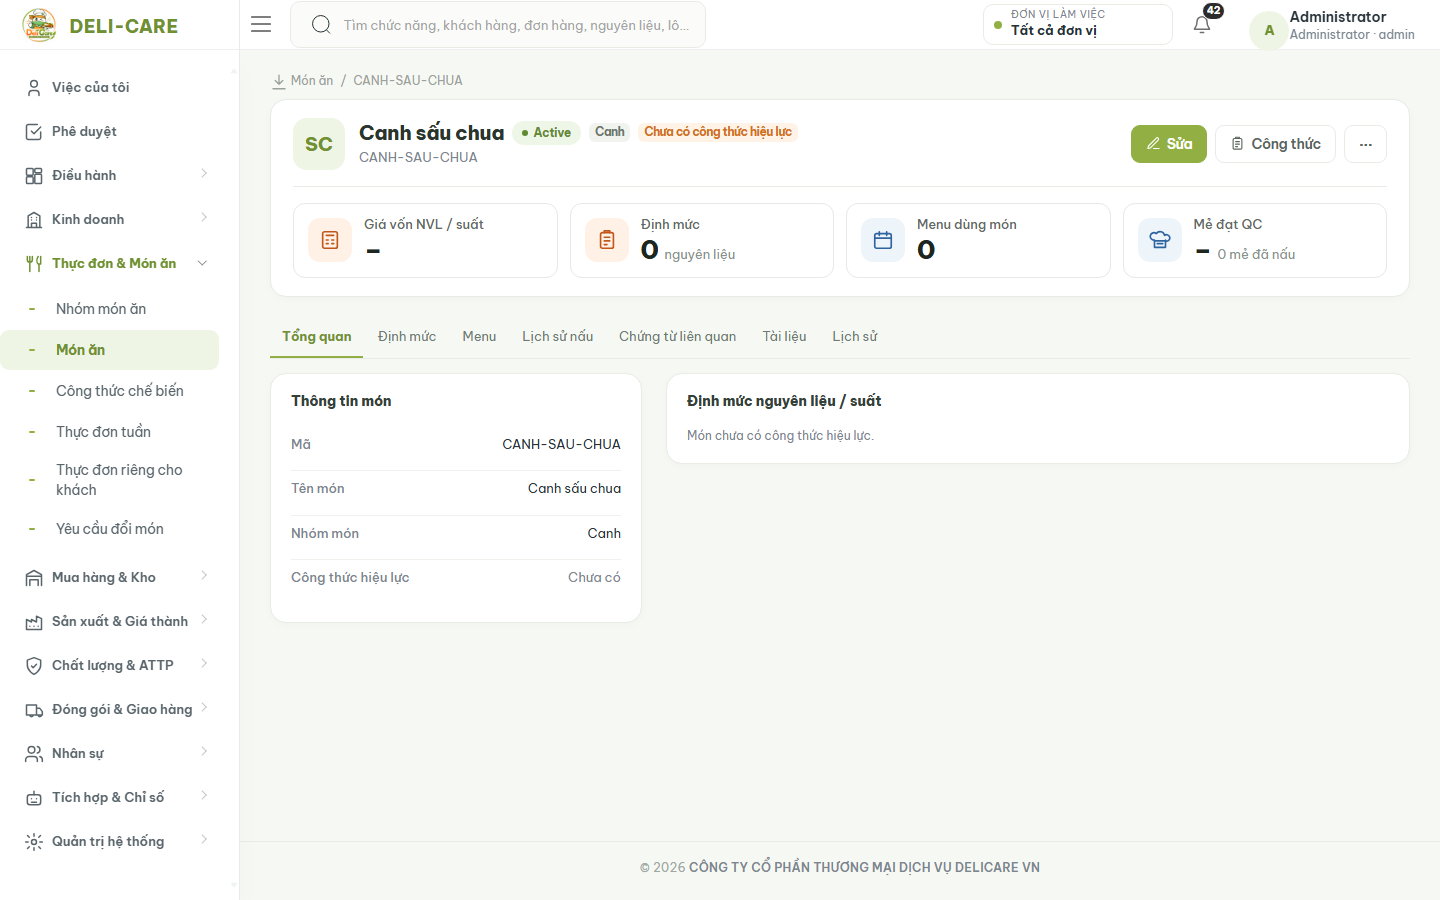 DELI-CARE
Tìm chức năng, khách hàng, đơn hàng, nguyên liệu, lô...
ĐƠN VỊ LÀM VIỆC
Tất cả đơn vị
42
A
Administrator
Administrator · admin
Việc của tôi
Phê duyệt
Điều hành
Kinh doanh
Thực đơn & Món ăn
Nhóm món ăn
Món ăn
Công thức chế biến
Thực đơn tuần
Thực đơn riêng cho
khách
Yêu cầu đổi món
Mua hàng & Kho
Sản xuất & Giá thành
Chất lượng & ATTP
Đóng gói & Giao hàng
Nhân sự
Tích hợp & Chỉ số
Quản trị hệ thống
Món ăn / CANH-SAU-CHUA
SC
Canh sấu chua
Active
Canh
Chưa có công thức hiệu lực
CANH-SAU-CHUA
Sửa
Công thức
...
Giá vốn NVL / suất
–
Định mức
0 nguyên liệu
Menu dùng món
0
Mẻ đạt QC
– 0 mẻ đã nấu
Tổng quan
Định mức
Menu
Lịch sử nấu
Chứng từ liên quan
Tài liệu
Lịch sử
Thông tin món
Mã CANH-SAU-CHUA
Tên món Canh sấu chua
Nhóm món Canh
Công thức hiệu lực Chưa có
Định mức nguyên liệu / suất
Món chưa có công thức hiệu lực.
© 2026 CÔNG TY CỔ PHẦN THƯƠNG MẠI DỊCH VỤ DELICARE VN